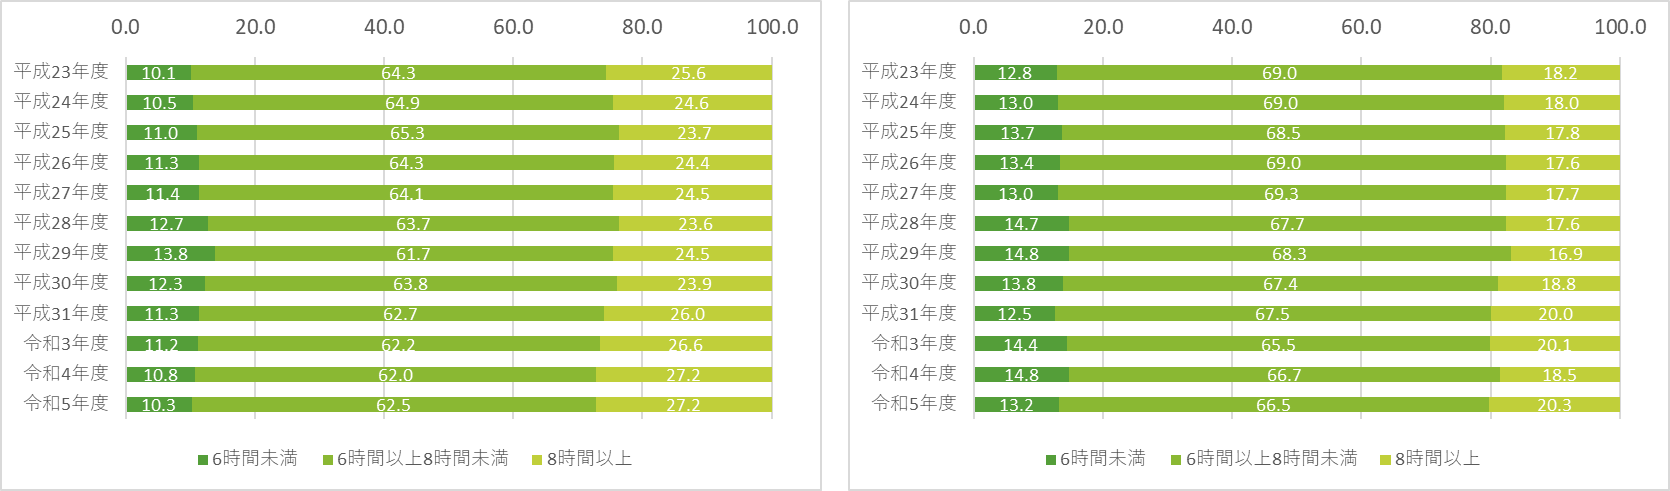 0.0 20.0 40.0 60.0 80.0 100.0
平成23年度 10.1 64.3 25.6
平成24年度 10.5 64.9 24.6
平成25年度 11.0 65.3 23.7
平成26年度 11.3 64.3 24.4
平成27年度 11.4 64.1 24.5
平成28年度 12.7 63.7 23.6
平成29年度 13.8 61.7 24.5
平成30年度 12.3 63.8 23.9
平成31年度 11.3 62.7 26.0
令和3年度 11.2 62.2 26.6
令和4年度 10.8 62.0 27.2
令和5年度 10.3 62.5 27.2
6時間未満 6時間以上8時間未満 8時間以上
0.0 20.0 40.0 60.0 80.0 100.0
平成23年度 12.8 69.0 18.2
平成24年度 13.0 69.0 18.0
平成25年度 13.7 68.5 17.8
平成26年度 13.4 69.0 17.6
平成27年度 13.0 69.3 17.7
平成28年度 14.7 67.7 17.6
平成29年度 14.8 68.3 16.9
平成30年度 13.8 67.4 18.8
平成31年度 12.5 67.5 20.0
令和3年度 14.4 65.5 20.1
令和4年度 14.8 66.7 18.5
令和5年度 13.2 66.5 20.3
6時間未満 6時間以上8時間未満 8時間以上